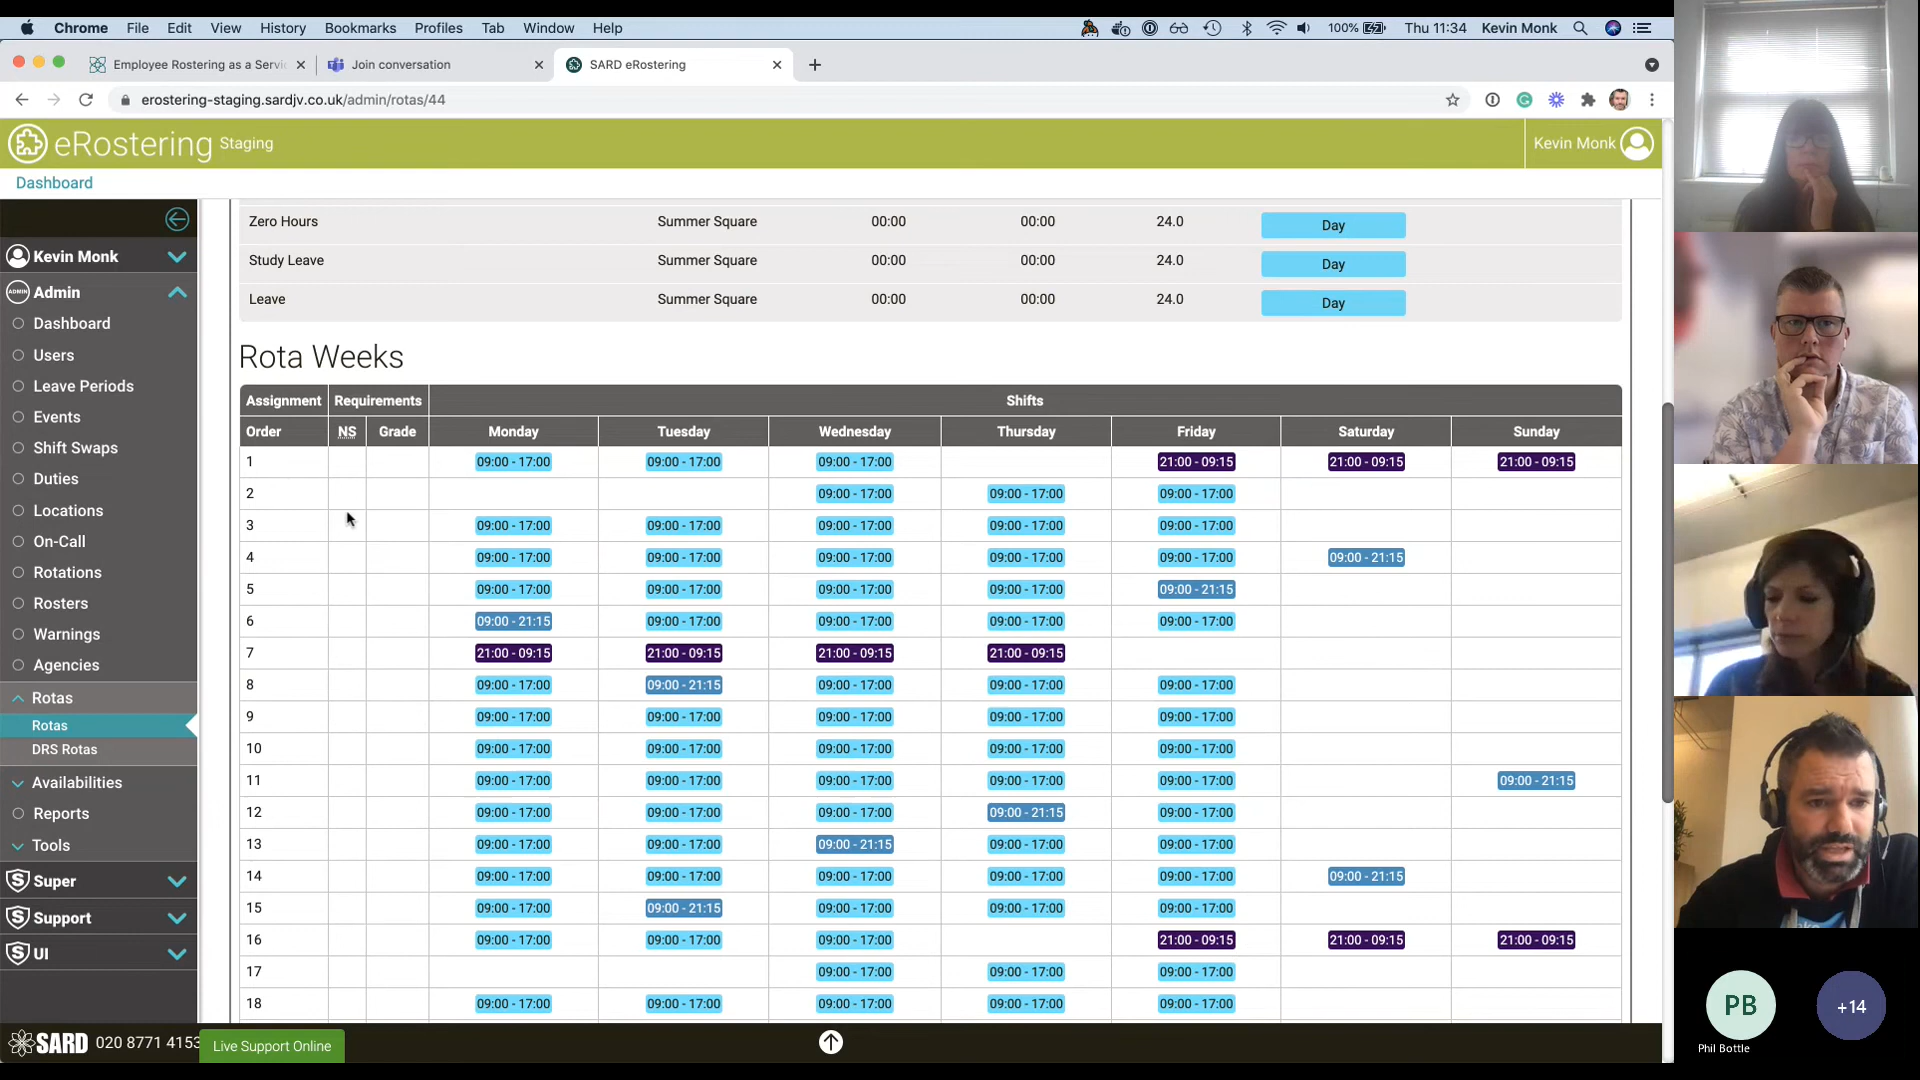 Chrome File Edit View History Bookmarks Profiles Tab Window Help 100% Thu 11:34 Kevin Monk
Employee Rostering as a Servic Join conversation SARD eRostering
erostering-staging.sardjv.co.uk/admin/rotas/44
eRostering Staging Kevin Monk
Dashboard
Kevin Monk
ADMIN Admin
Dashboard
Users
Leave Periods
Events
Shift Swaps
Duties
Locations
On-Call
Rotations
Rosters
Warnings
Agencies
Rotas
Rotas
DRS Rotas
Availabilities
Reports
Tools
Super
Support
UI
Zero Hours Summer Square 00:00 00:00 24.0 Day
Study Leave Summer Square 00:00 00:00 24.0 Day
Leave Summer Square 00:00 00:00 24.0 Day
Rota Weeks
Assignment Requirements Shifts
Order NS Grade Monday Tuesday Wednesday Thursday Friday Saturday Sunday
1 09:00 - 17:00 09:00 - 17:00 09:00 - 17:00 21:00 - 09:15 21:00 - 09:15 21:00 - 09:15
2 09:00 - 17:00 09:00 - 17:00 09:00 - 17:00
3 09:00 - 17:00 09:00 - 17:00 09:00 - 17:00 09:00 - 17:00 09:00 - 17:00
4 09:00 - 17:00 09:00 - 17:00 09:00 - 17:00 09:00 - 17:00 09:00 - 17:00 09:00 - 21:15
5 09:00 - 17:00 09:00 - 17:00 09:00 - 17:00 09:00 - 17:00 09:00 - 21:15
6 09:00 - 21:15 09:00 - 17:00 09:00 - 17:00 09:00 - 17:00 09:00 - 17:00
7 21:00 - 09:15 21:00 - 09:15 21:00 - 09:15 21:00 - 09:15
8 09:00 - 17:00 09:00 - 21:15 09:00 - 17:00 09:00 - 17:00 09:00 - 17:00
9 09:00 - 17:00 09:00 - 17:00 09:00 - 17:00 09:00 - 17:00 09:00 - 17:00
10 09:00 - 17:00 09:00 - 17:00 09:00 - 17:00 09:00 - 17:00 09:00 - 17:00
11 09:00 - 17:00 09:00 - 17:00 09:00 - 17:00 09:00 - 17:00 09:00 - 17:00 09:00 - 21:15
12 09:00 - 17:00 09:00 - 17:00 09:00 - 17:00 09:00 - 21:15 09:00 - 17:00
13 09:00 - 17:00 09:00 - 17:00 09:00 - 21:15 09:00 - 17:00 09:00 - 17:00
14 09:00 - 17:00 09:00 - 17:00 09:00 - 17:00 09:00 - 17:00 09:00 - 17:00 09:00 - 21:15
15 09:00 - 17:00 09:00 - 21:15 09:00 - 17:00 09:00 - 17:00 09:00 - 17:00
16 09:00 - 17:00 09:00 - 17:00 09:00 - 17:00 21:00 - 09:15 21:00 - 09:15 21:00 - 09:15
17 09:00 - 17:00 09:00 - 17:00 09:00 - 17:00
18 09:00 - 17:00 09:00 - 17:00 09:00 - 17:00 09:00 - 17:00 09:00 - 17:00
SARD 020 8771 4153 Live Support Online
PB +14
Phil Bottle